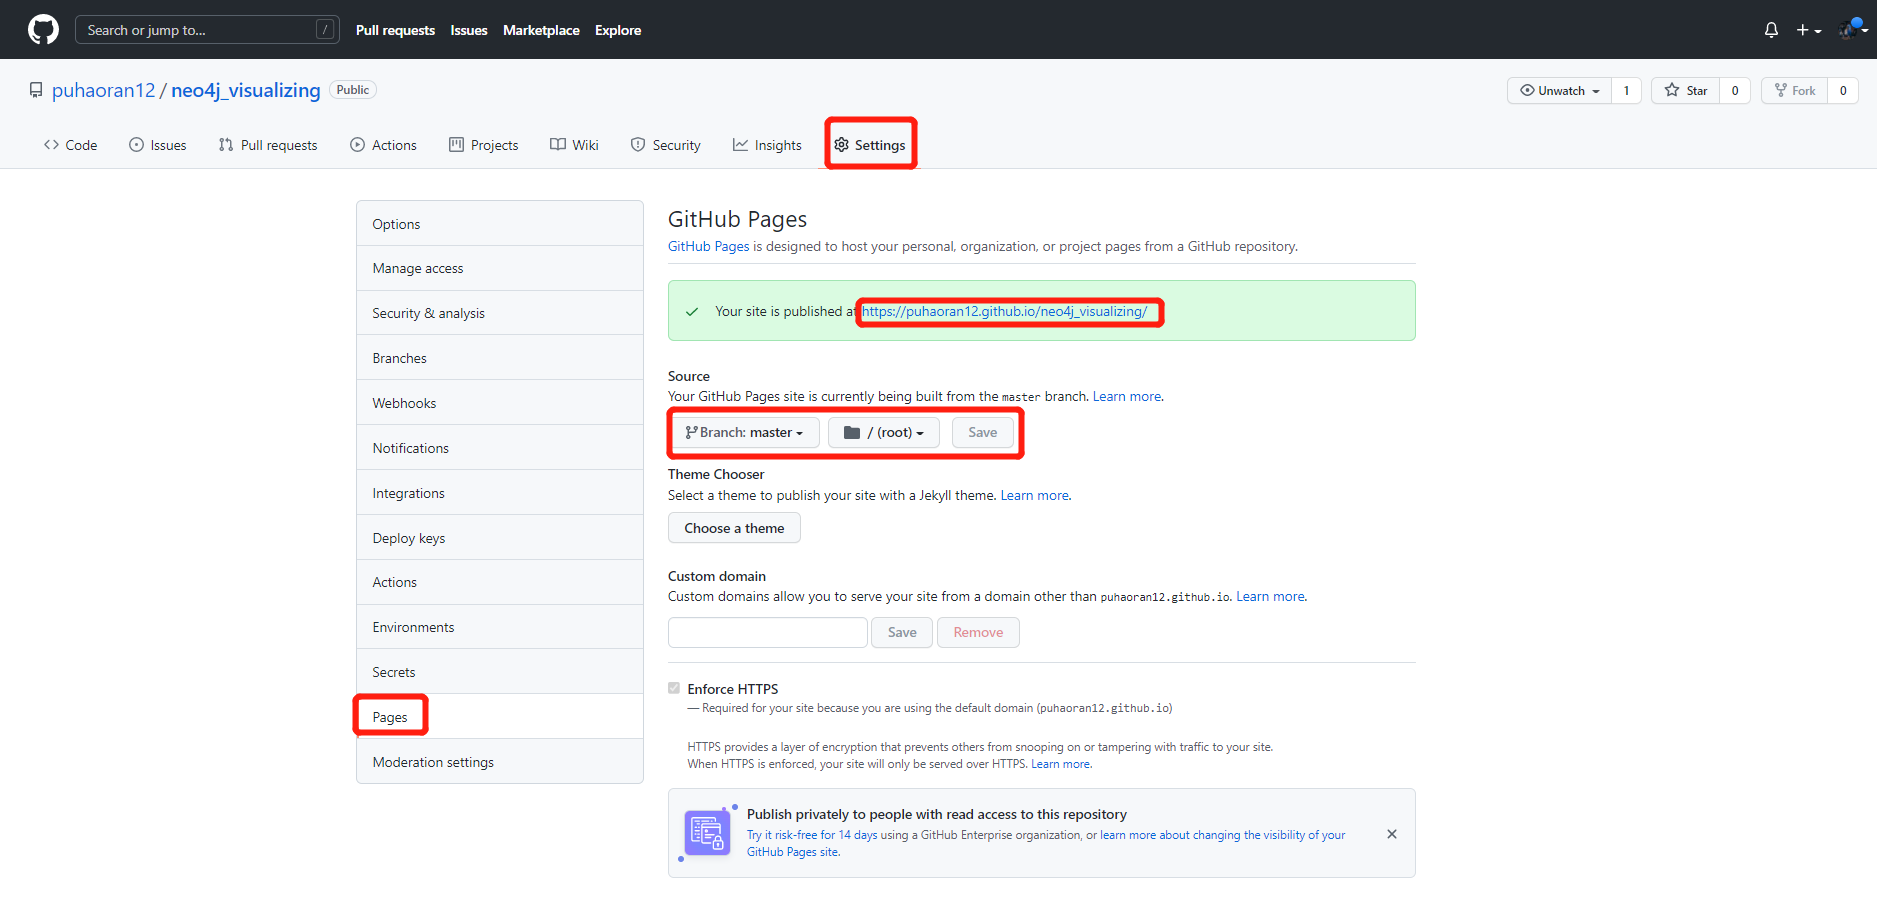 Search or jump to... /
Pull requests Issues Marketplace Explore
puhaoran12 / neo4j_visualizing Public
Unwatch 1 Star 0 Fork 0
Code Issues Pull requests Actions Projects Wiki Security Insights Settings
Options
Manage access
Security & analysis
Branches
Webhooks
Notifications
Integrations
Deploy keys
Actions
Environments
Secrets
Pages
Moderation settings
GitHub Pages
GitHub Pages is designed to host your personal, organization, or project pages from a GitHub repository.
Your site is published at https://puhaoran12.github.io/neo4j_visualizing/
Source
Your GitHub Pages site is currently being built from the master branch. Learn more.
Branch: master / (root) Save
Theme Chooser
Select a theme to publish your site with a Jekyll theme. Learn more.
Choose a theme
Custom domain
Custom domains allow you to serve your site from a domain other than puhaoran12.github.io. Learn more.
Save Remove
Enforce HTTPS
— Required for your site because you are using the default domain (puhaoran12.github.io)
HTTPS provides a layer of encryption that prevents others from snooping on or tampering with traffic to your site.
When HTTPS is enforced, your site will only be served over HTTPS. Learn more.
Publish privately to people with read access to this repository
Try it risk-free for 14 days using a GitHub Enterprise organization, or learn more about changing the visibility of your
GitHub Pages site.